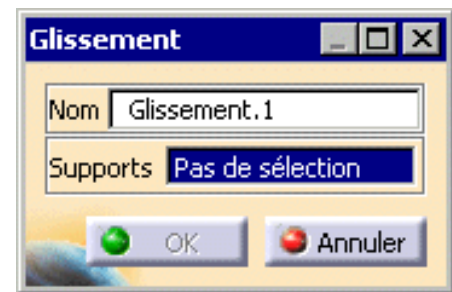 Glissement
Nom Glissement.1
Supports Pas de sélection
OK Annuler